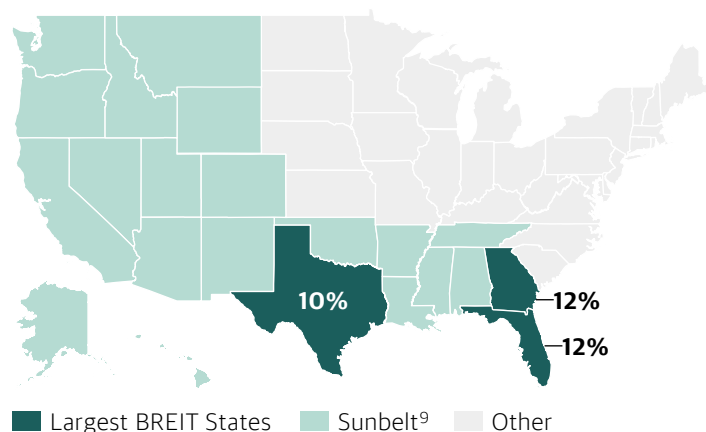 10%
12%
12%
Largest BREIT States
Sunbelt⁹
Other